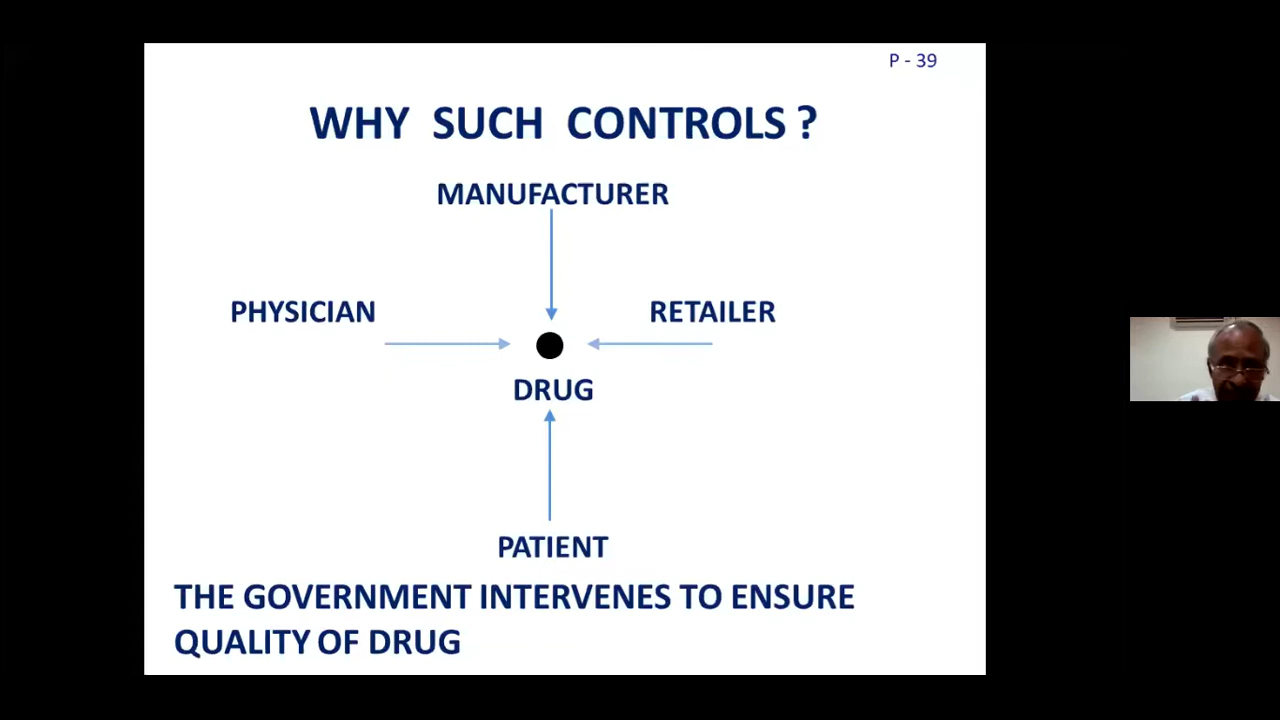 P - 39
WHY SUCH CONTROLS ?
MANUFACTURER
PHYSICIAN
RETAILER
DRUG
PATIENT
THE GOVERNMENT INTERVENES TO ENSURE
QUALITY OF DRUG